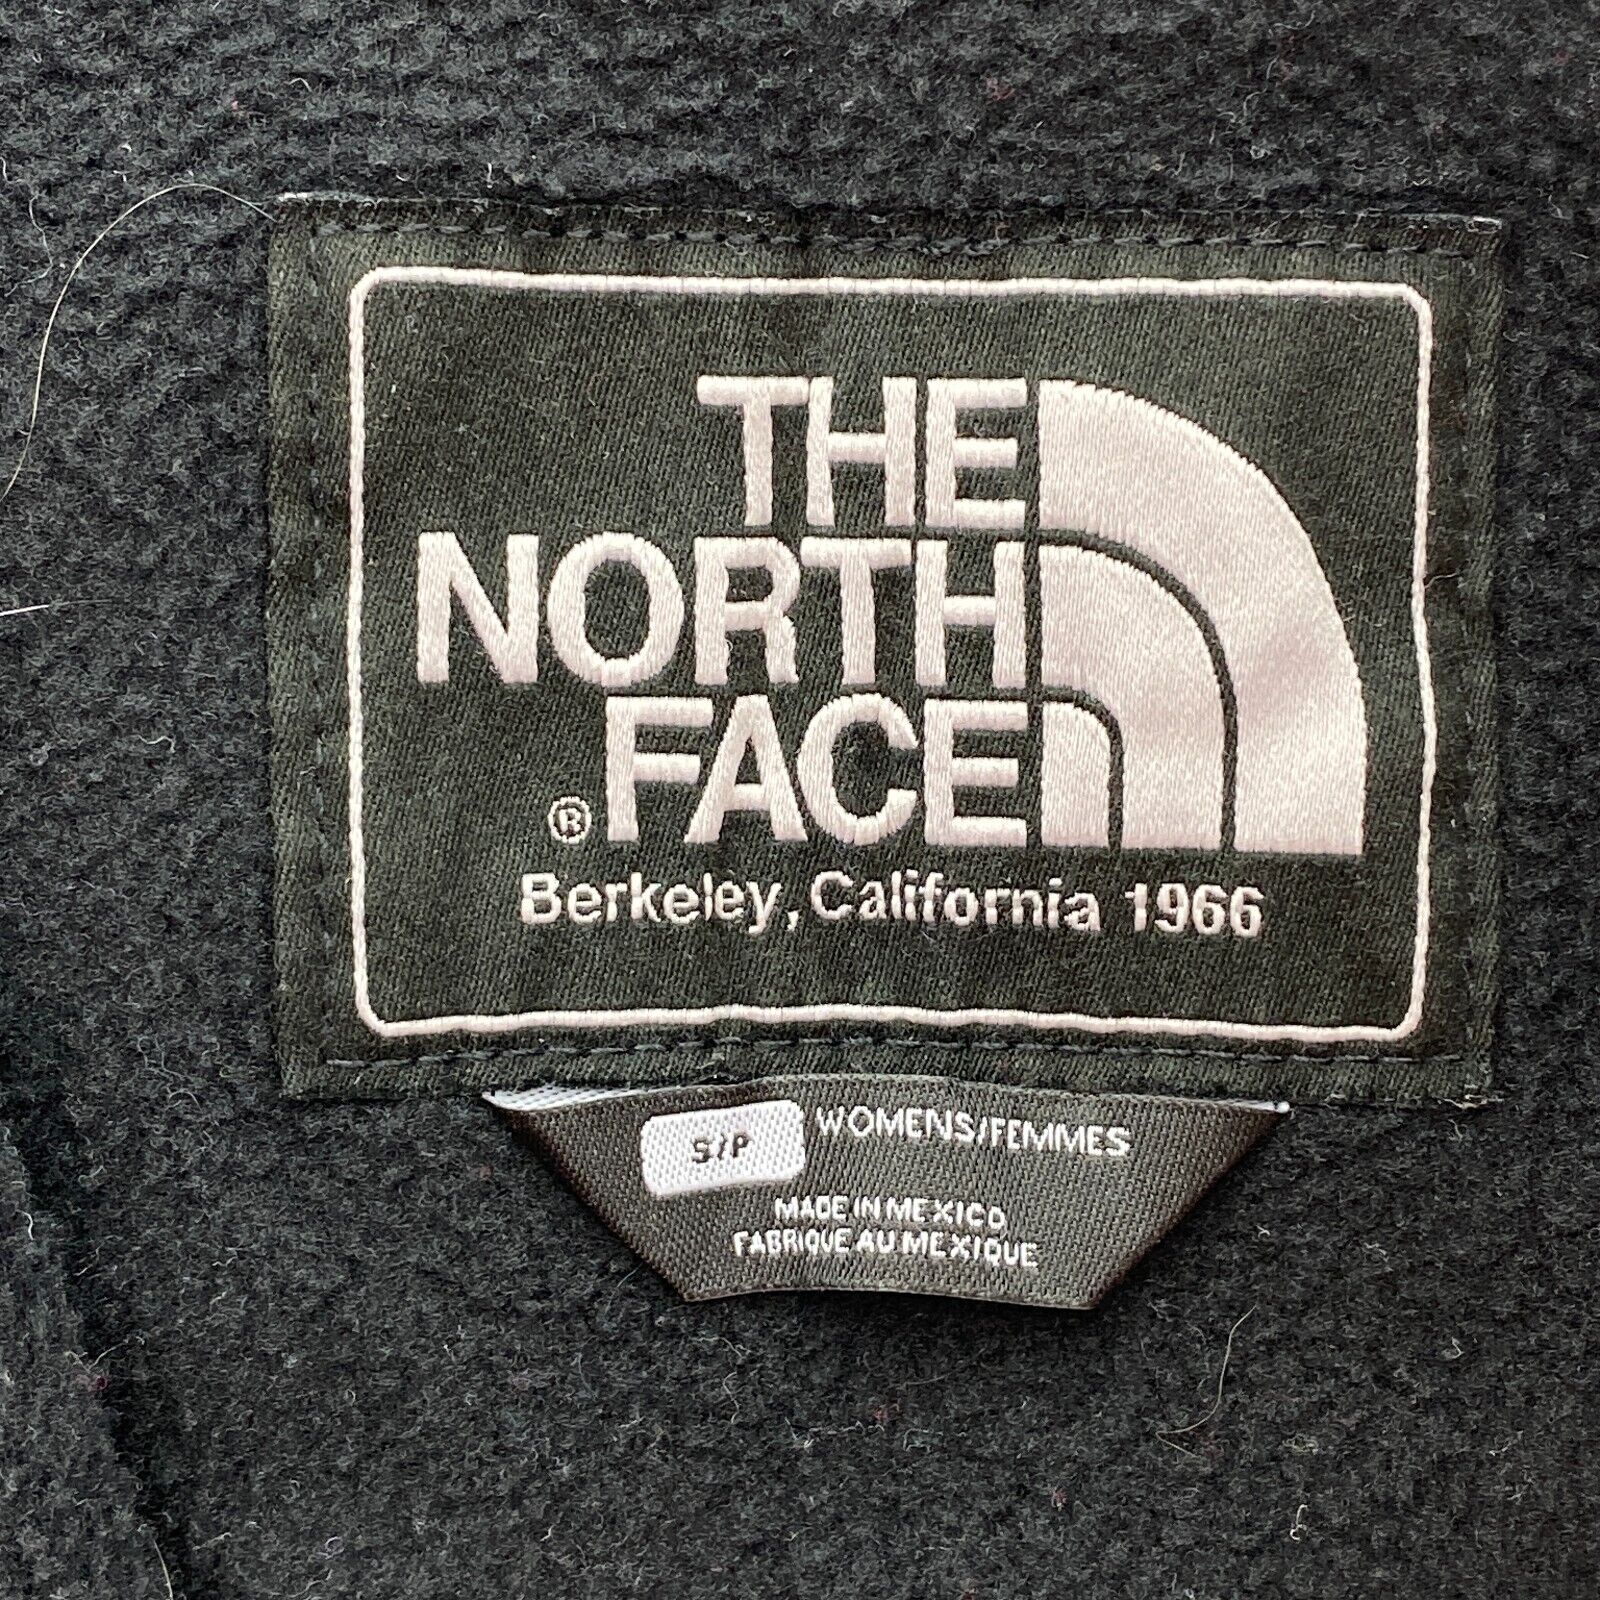 THE
NORTH
FACE
®
Berkeley, California 1966
S/P WOMENS/FEMMES
MADE IN MEXICO
FABRIQUE AU MEXIQUE